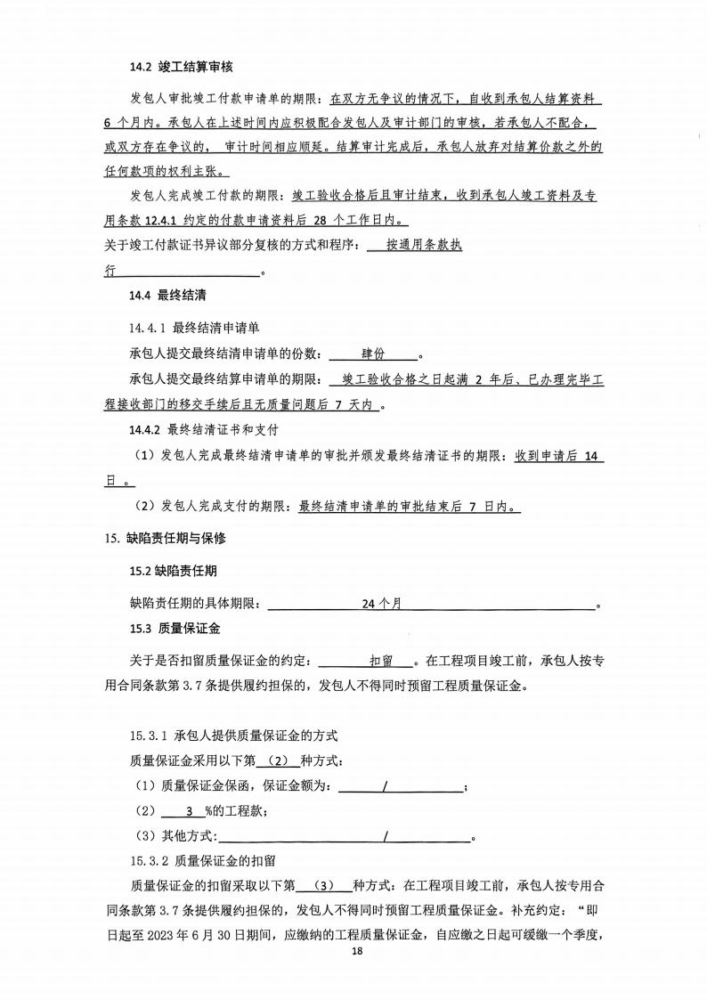 14.2 竣工结算审核
发包人审批竣工付款申请单的期限：在双方无争议的情况下，自收到承包人结算资料
6 个月内。承包人在上述时间内应积极配合发包人及审计部门的审核，若承包人不配合，
或双方存在争议的， 审计时间相应顺延。结算审计完成后，承包人放弃对结算价款之外的
任何款项的权利主张。
发包人完成竣工付款的期限：竣工验收合格后且审计结束，收到承包人竣工资料及专
用条款 12.4.1 约定的付款申请资料后 28 个工作日内。
关于竣工付款证书异议部分复核的方式和程序： 按通用条款执
行 。
14.4 最终结清
14.4.1 最终结清申请单
承包人提交最终结清申请单的份数： 肆份 。
承包人提交最终结算申请单的期限： 竣工验收合格之日起满 2 年后、已办理完毕工
程接收部门的移交手续后且无质量问题后 7 天内 。
14.4.2 最终结清证书和支付
（1）发包人完成最终结清申请单的审批并颁发最终结清证书的期限：收到申请后 14
日 。
（2）发包人完成支付的期限：最终结清申请单的审批结束后 7 日内。
15. 缺陷责任期与保修
15.2 缺陷责任期
缺陷责任期的具体期限： 24 个月 。
15.3 质量保证金
关于是否扣留质量保证金的约定： 扣留 。在工程项目竣工前，承包人按专
用合同条款第 3.7 条提供履约担保的，发包人不得同时预留工程质量保证金。
15.3.1 承包人提供质量保证金的方式
质量保证金采用以下第 （2） 种方式：
（1）质量保证金保函，保证金额为： / ；
（2） 3 %的工程款；
（3）其他方式: / 。
15.3.2 质量保证金的扣留
质量保证金的扣留采取以下第 （3） 种方式：在工程项目竣工前，承包人按专用合
同条款第 3.7 条提供履约担保的，发包人不得同时预留工程质量保证金。补充约定：“即
日起至 2023 年 6 月 30 日期间，应缴纳的工程质量保证金，自应缴之日起可缓缴一个季度，
18